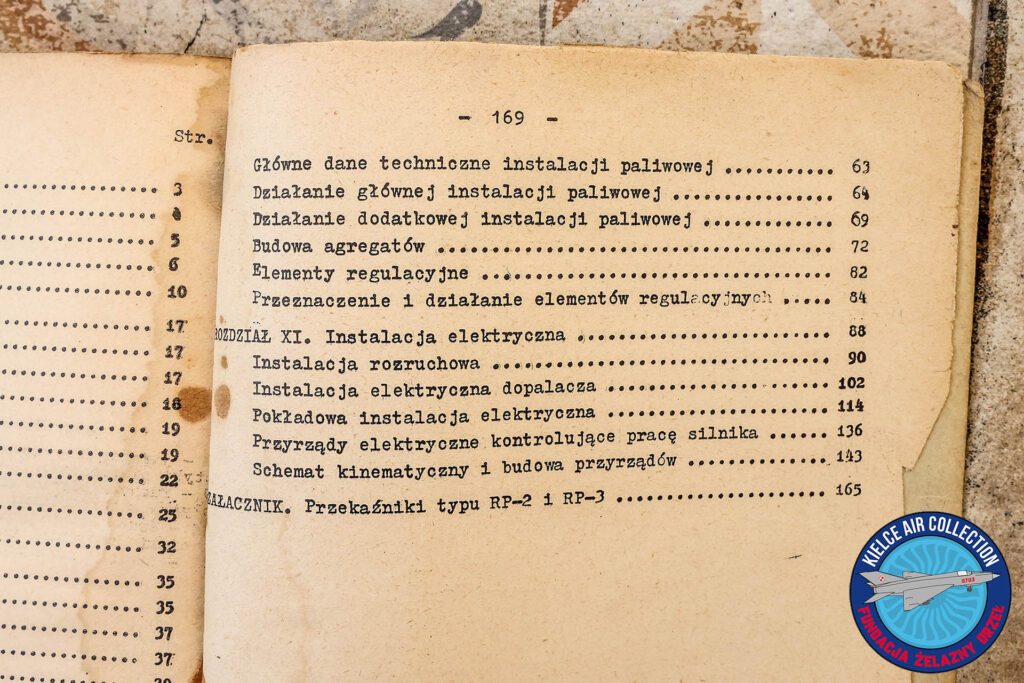 Str.
3
4
5
6
10
17
17
17
18
19
19
22
25
32
35
35
37
37
- 169 -
Główne dane techniczne instalacji paliwowej ........... 63
Działanie głównej instalacji paliwowej ................ 64
Działanie dodatkowej instalacji paliwowej ............. 69
Budowa agregatów ...................................... 72
Elementy regulacyjne .................................. 82
Przeznaczenie i działanie elementów regulacyjnych ..... 84
ROZDZIAŁ XI. Instalacja elektryczna ......................... 88
Instalacja rozruchowa ................................. 90
Instalacja elektryczna dopalacza ...................... 102
Pokładowa instalacja elektryczna ...................... 114
Przyrządy elektryczne kontrolujące pracę silnika ...... 136
Schemat kinematyczny i budowa przyrządów .............. 143
ZAŁACZNIK. Przekaźniki typu RP-2 i RP-3 ..................... 165
KIELCE AIR COLLECTION
0703
FUNDACJA ŻELAZNY ORZEŁ